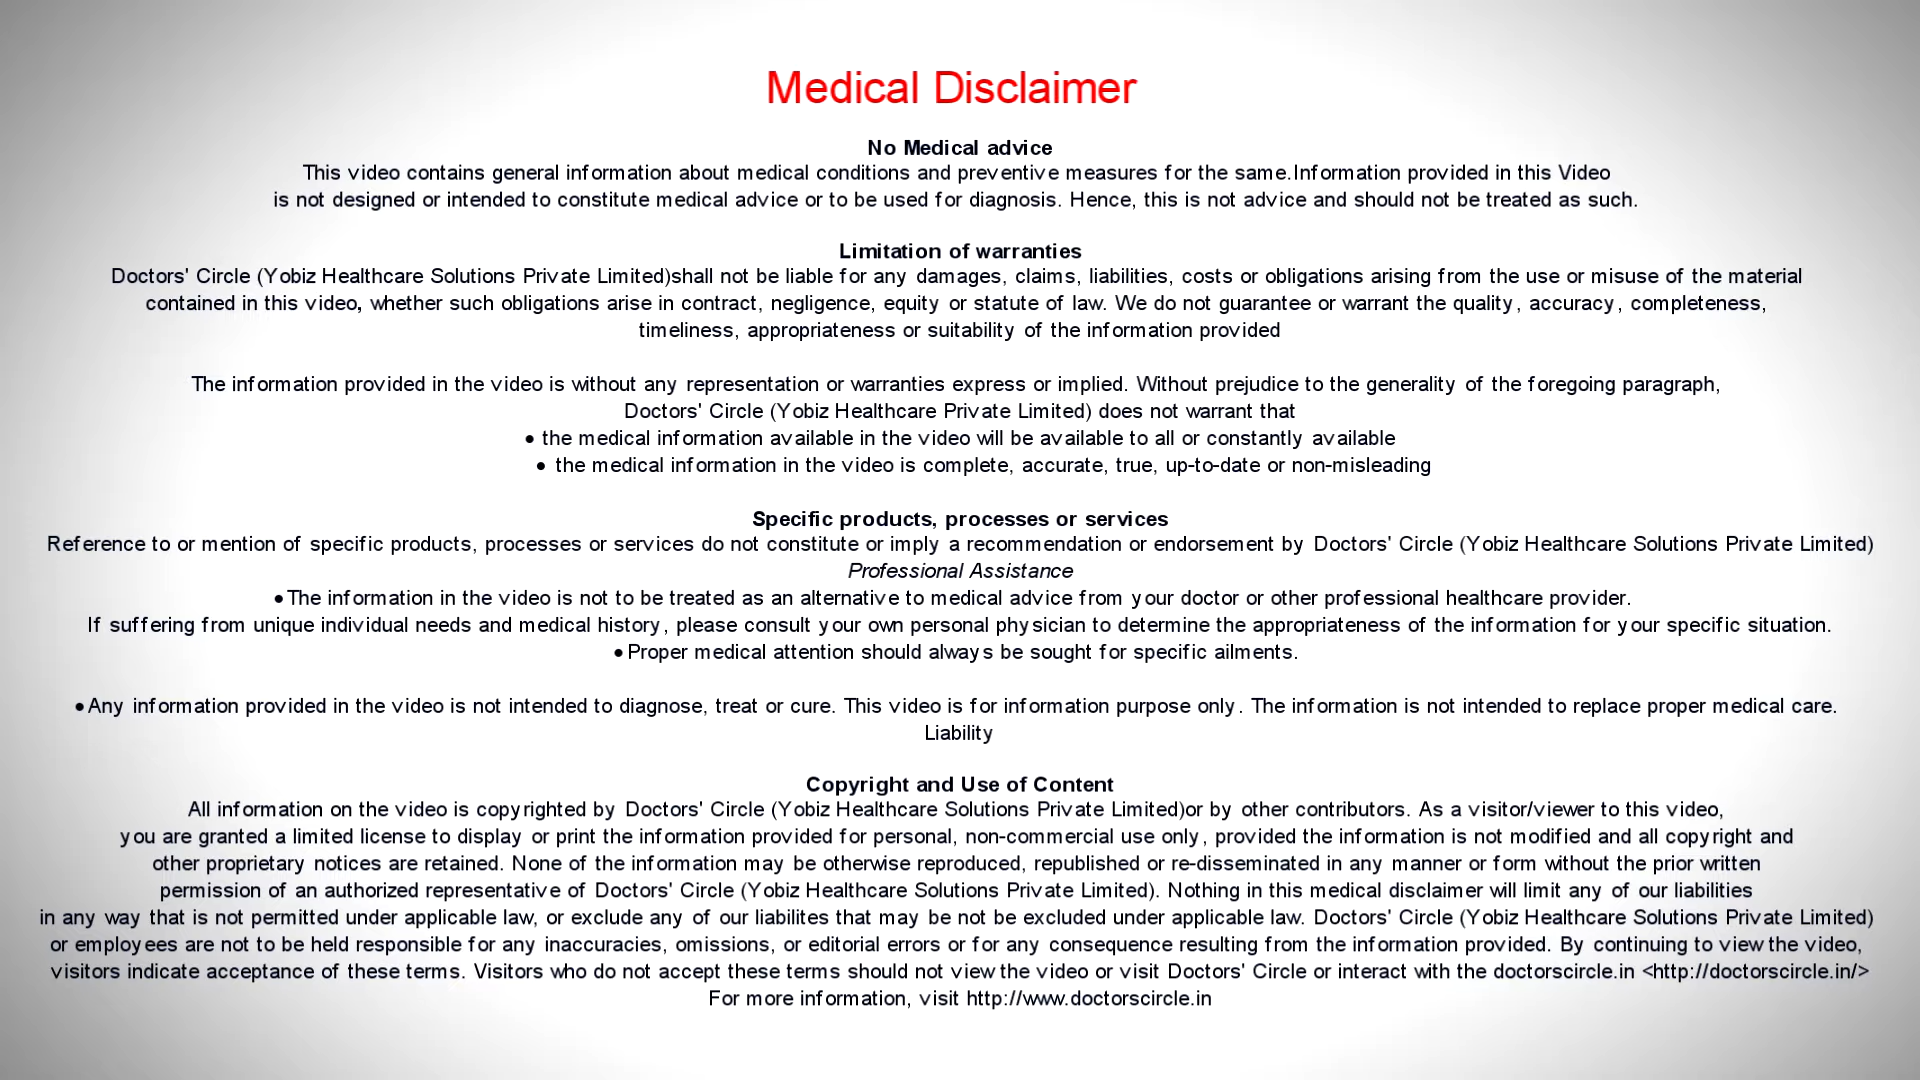 Medical Disclaimer
No Medical advice
This video contains general information about medical conditions and preventive measures for the same.Information provided in this Video
is not designed or intended to constitute medical advice or to be used for diagnosis. Hence, this is not advice and should not be treated as such.
Limitation of warranties
Doctors' Circle (Yobiz Healthcare Solutions Private Limited)shall not be liable for any damages, claims, liabilities, costs or obligations arising from the use or misuse of the material
contained in this video, whether such obligations arise in contract, negligence, equity or statute of law. We do not guarantee or warrant the quality, accuracy, completeness,
timeliness, appropriateness or suitability of the information provided
The information provided in the video is without any representation or warranties express or implied. Without prejudice to the generality of the foregoing paragraph,
Doctors' Circle (Yobiz Healthcare Private Limited) does not warrant that
• the medical information available in the video will be available to all or constantly available
• the medical information in the video is complete, accurate, true, up-to-date or non-misleading
Specific products, processes or services
Reference to or mention of specific products, processes or services do not constitute or imply a recommendation or endorsement by Doctors' Circle (Yobiz Healthcare Solutions Private Limited)
Professional Assistance
•The information in the video is not to be treated as an alternative to medical advice from your doctor or other professional healthcare provider.
If suffering from unique individual needs and medical history, please consult your own personal physician to determine the appropriateness of the information for your specific situation.
•Proper medical attention should always be sought for specific ailments.
•Any information provided in the video is not intended to diagnose, treat or cure. This video is for information purpose only. The information is not intended to replace proper medical care.
Liability
Copyright and Use of Content
All information on the video is copyrighted by Doctors' Circle (Yobiz Healthcare Solutions Private Limited)or by other contributors. As a visitor/viewer to this video,
you are granted a limited license to display or print the information provided for personal, non-commercial use only, provided the information is not modified and all copyright and
other proprietary notices are retained. None of the information may be otherwise reproduced, republished or re-disseminated in any manner or form without the prior written
permission of an authorized representative of Doctors' Circle (Yobiz Healthcare Solutions Private Limited). Nothing in this medical disclaimer will limit any of our liabilities
in any way that is not permitted under applicable law, or exclude any of our liabilites that may be not be excluded under applicable law. Doctors' Circle (Yobiz Healthcare Solutions Private Limited)
or employees are not to be held responsible for any inaccuracies, omissions, or editorial errors or for any consequence resulting from the information provided. By continuing to view the video,
visitors indicate acceptance of these terms. Visitors who do not accept these terms should not view the video or visit Doctors' Circle or interact with the doctorscircle.in <http://doctorscircle.in/>
For more information, visit http://www.doctorscircle.in